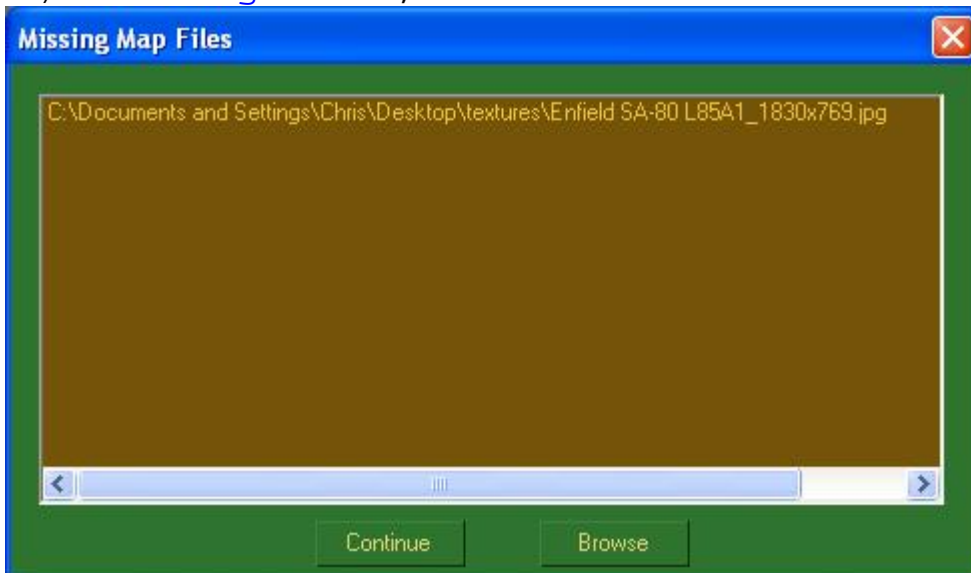 Missing Map Files
C:\Documents and Settings\Chris\Desktop\textures\Enfield SA-80 L85A1_1830x769.jpg
Continue
Browse